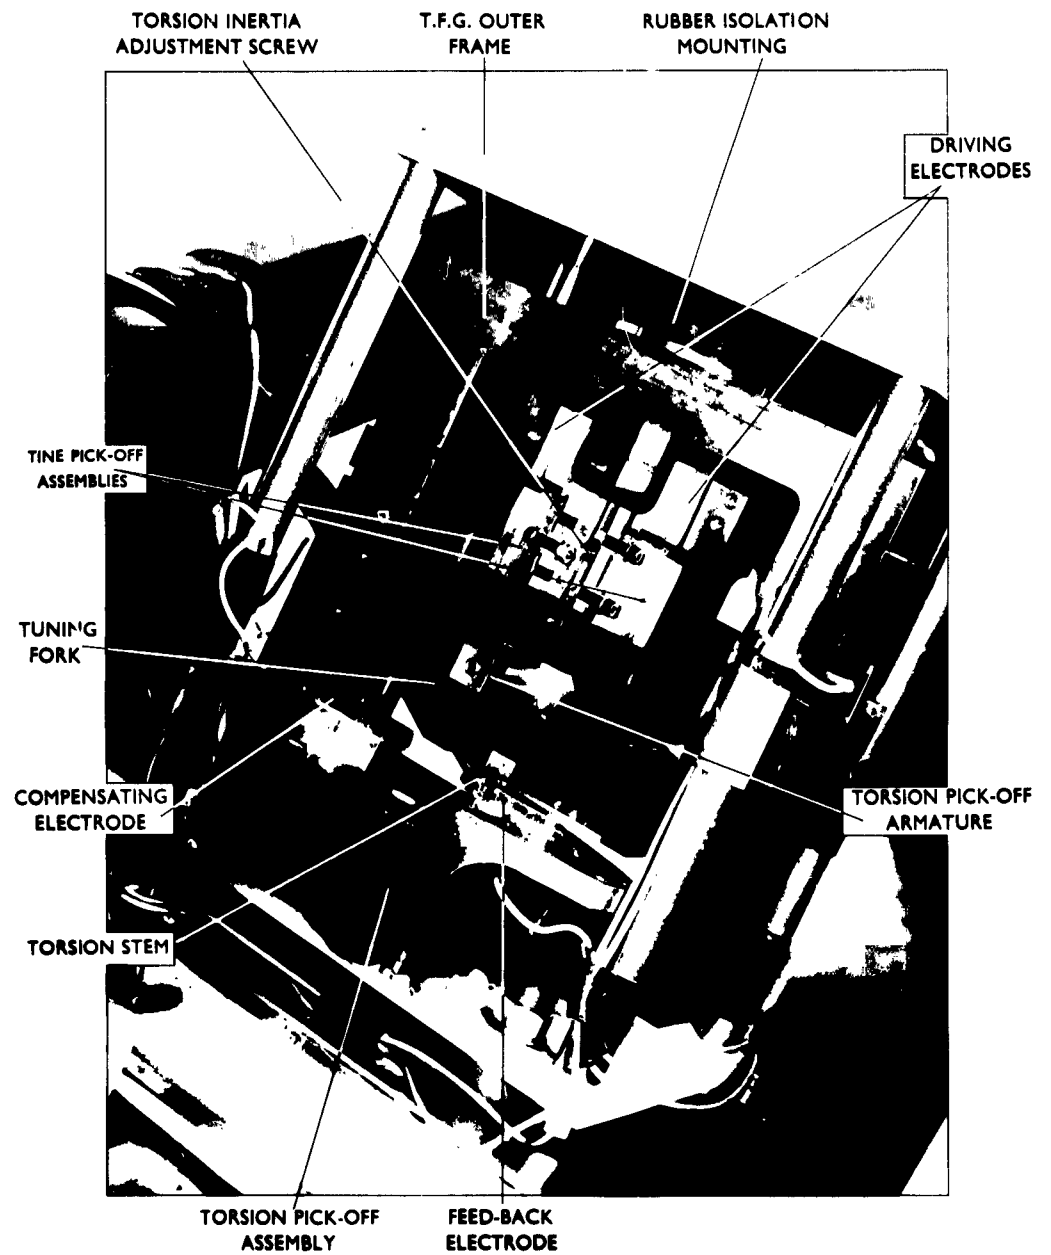 TORSION INERTIA
ADJUSTMENT SCREW
T.F.G. OUTER
FRAME
RUBBER ISOLATION
MOUNTING
DRIVING
ELECTRODES
TINE PICK-OFF
ASSEMBLIES
TUNING
FORK
COMPENSATING
ELECTRODE
TORSION PICK-OFF
ARMATURE
TORSION STEM
TORSION PICK-OFF
ASSEMBLY
FEED-BACK
ELECTRODE